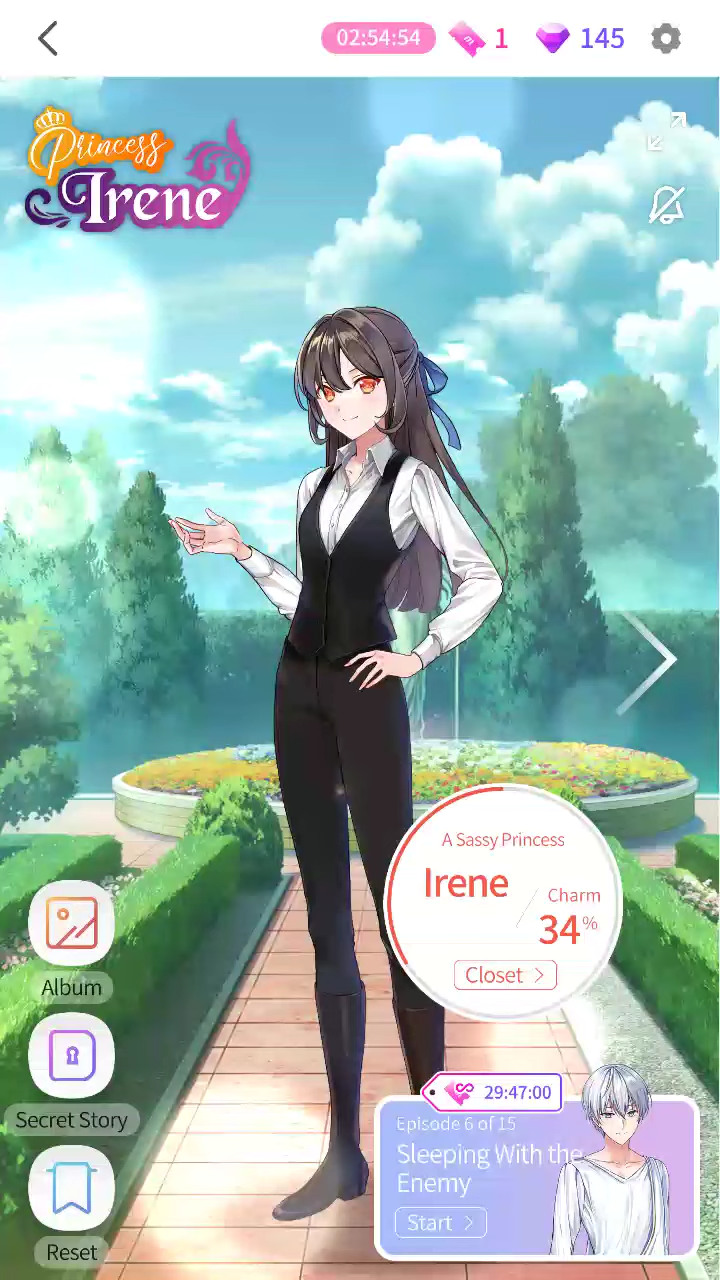 02:54:54
1
145
Princess
Irene
A Sassy Princess
Irene
Charm
34%
Closet >
Album
Secret Story
Reset
29:47:00
Episode 6 of 15
Sleeping With the
Enemy
Start >